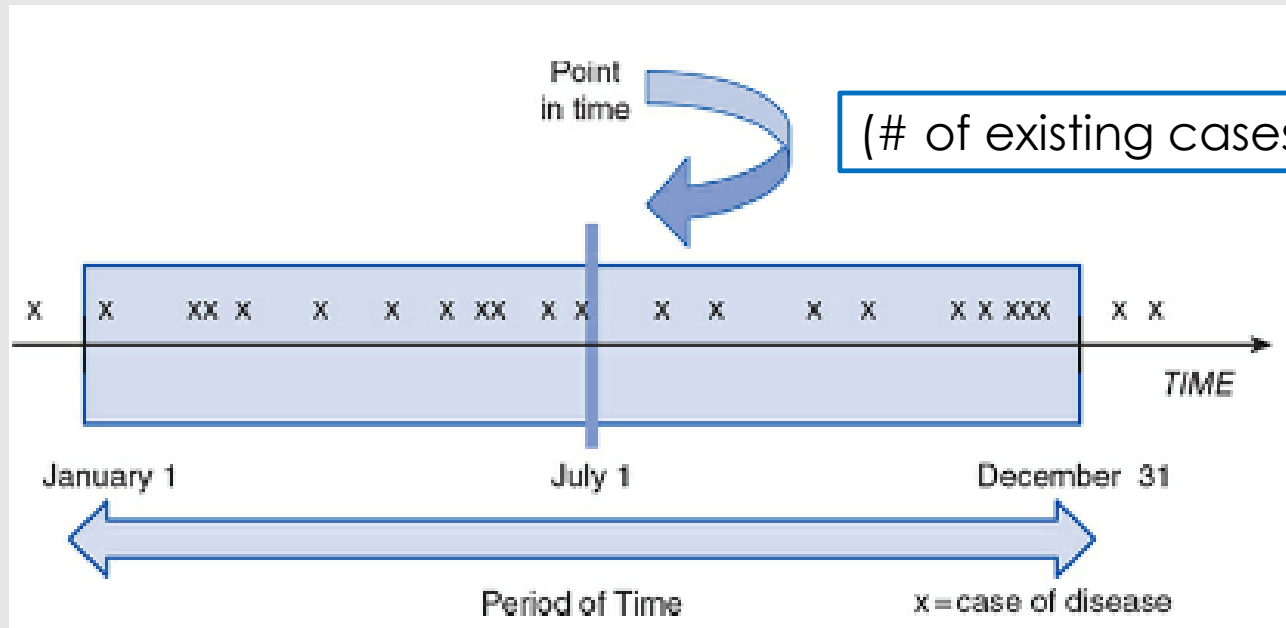 Point
in time
(# of existing cases
x x xx x x x x xx x x x x x x x x xxx x x
TIME
January 1 July 1 December 31
Period of Time x=case of disease